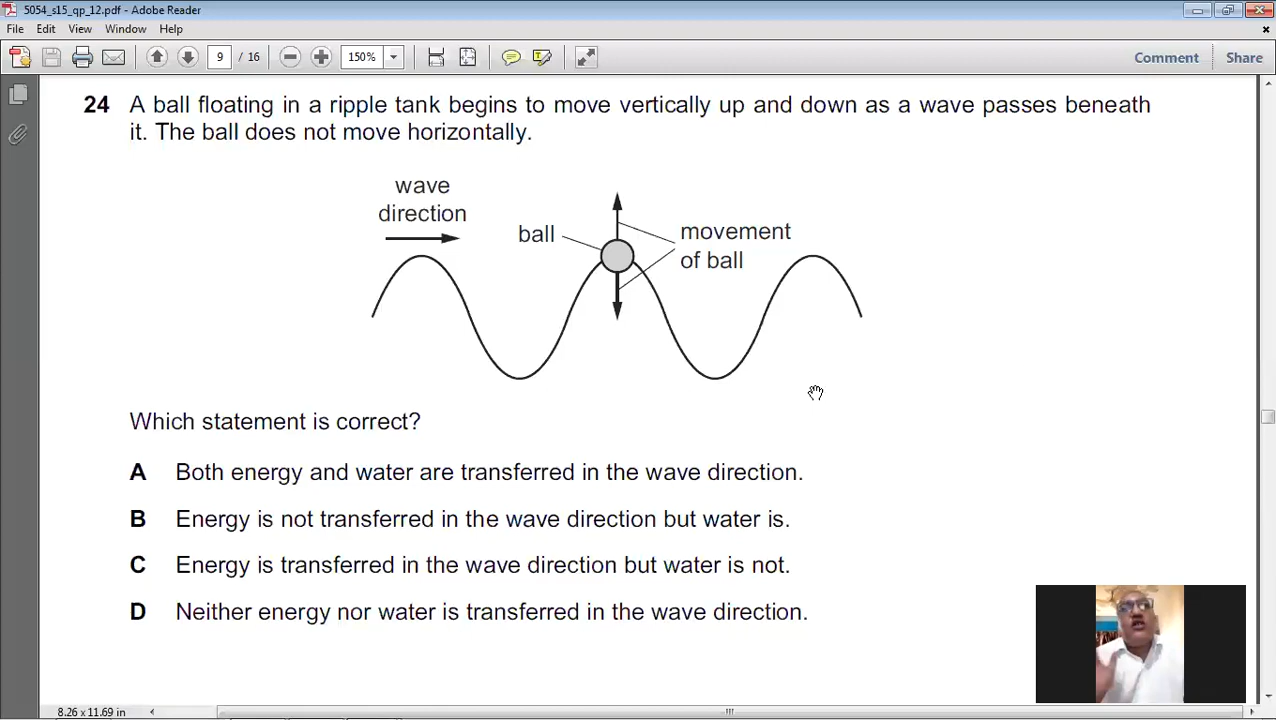 5054_s15_qp_12.pdf - Adobe Reader
File Edit View Window Help
9 / 16 150% Comment Share
24 A ball floating in a ripple tank begins to move vertically up and down as a wave passes beneath
it. The ball does not move horizontally.
wave
direction
ball
movement
of ball
Which statement is correct?
A Both energy and water are transferred in the wave direction.
B Energy is not transferred in the wave direction but water is.
C Energy is transferred in the wave direction but water is not.
D Neither energy nor water is transferred in the wave direction.
8.26 x 11.69 in